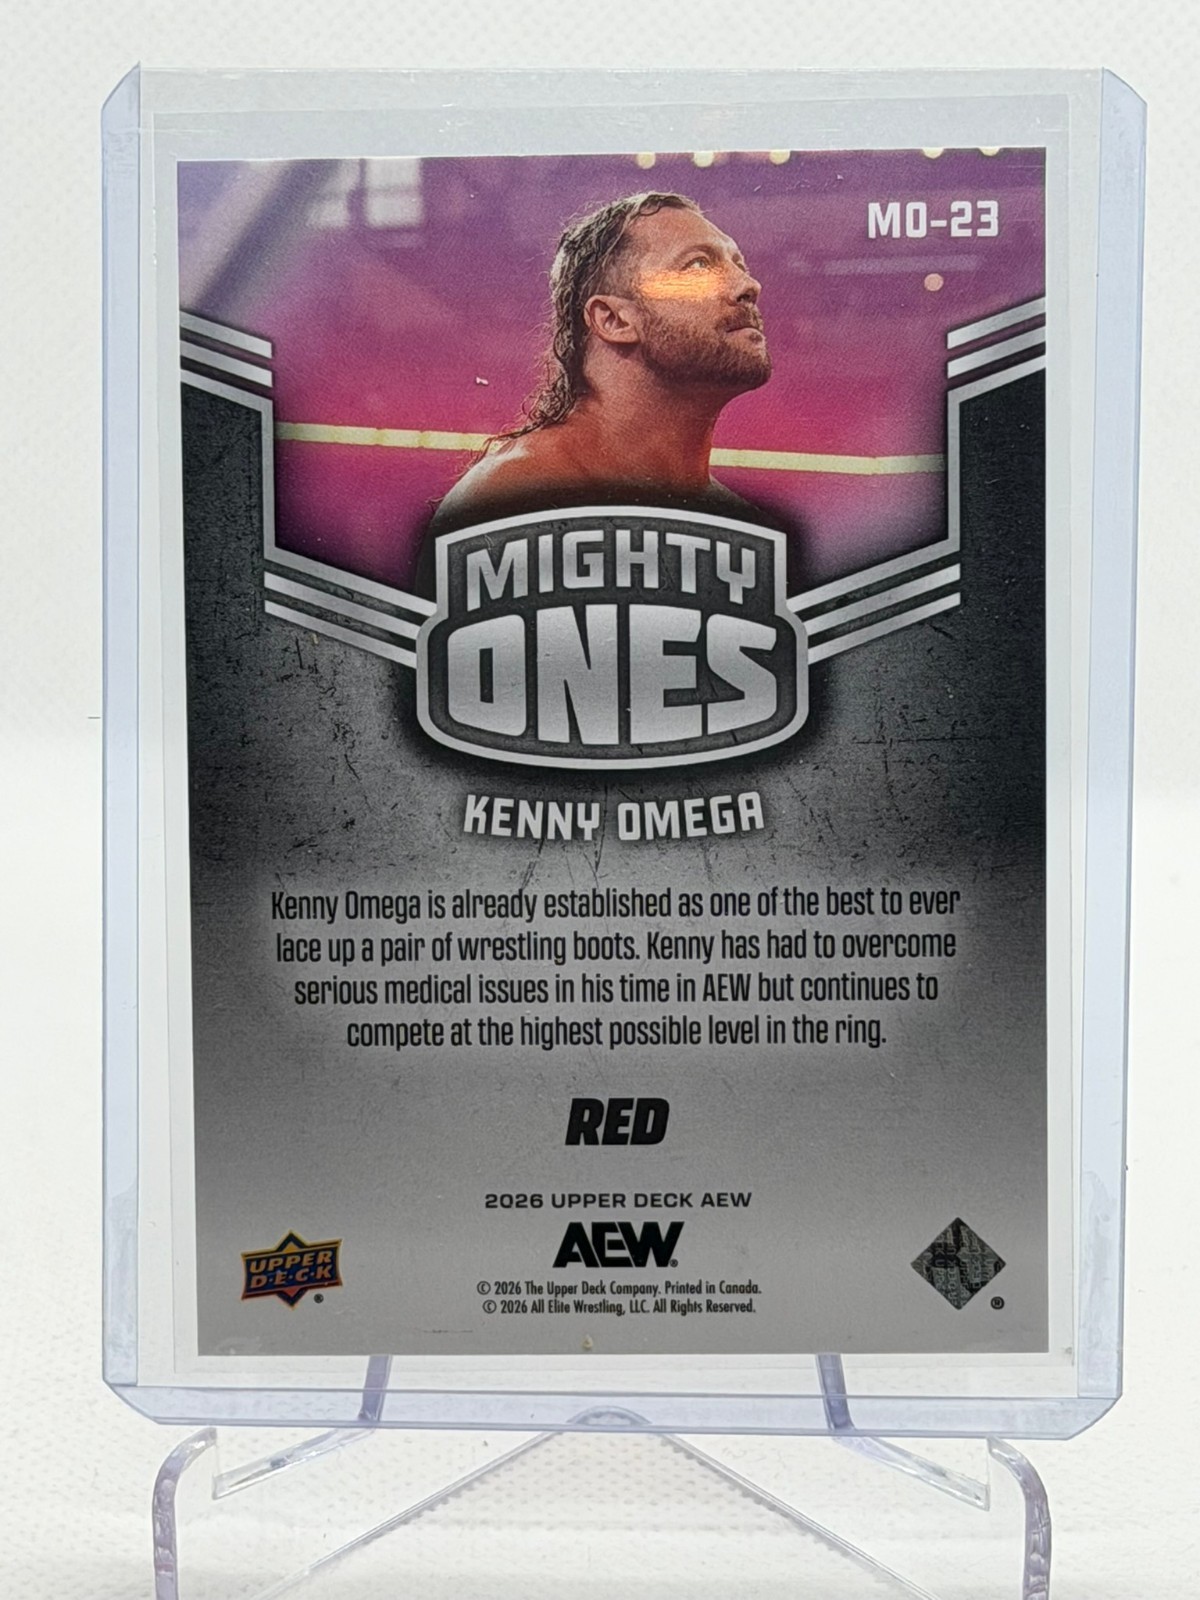 MO-23
MIGHTY
ONES
KENNY OMEGA
Kenny Omega is already established as one of the best to ever
lace up a pair of wrestling boots. Kenny has had to overcome
serious medical issues in his time in AEW but continues to
compete at the highest possible level in the ring.
RED
2026 UPPER DECK AEW
AEW®
UPPER
D·E·C·K
®
© 2026 The Upper Deck Company. Printed in Canada.
© 2026 All Elite Wrestling, LLC. All Rights Reserved.
®